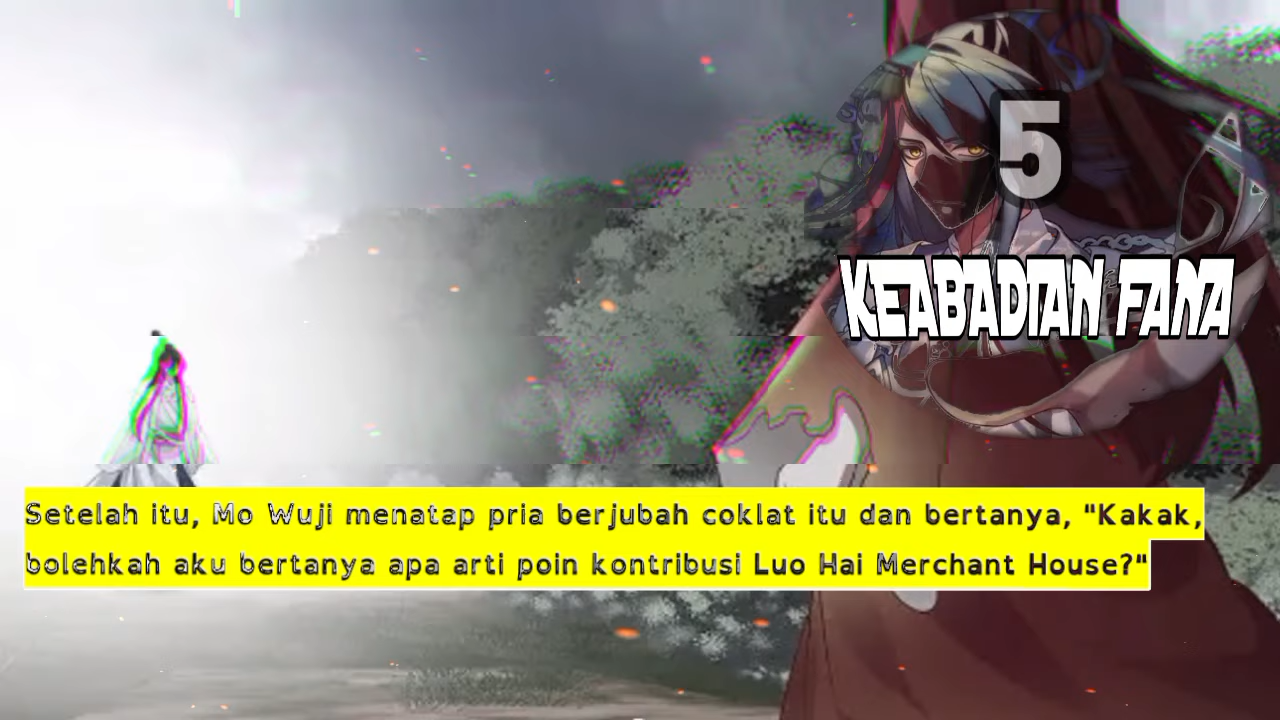 5
KEABADIAN FANA
Setelah itu, Mo Wuji menatap pria berjubah coklat itu dan bertanya, "Kakak,
bolehkah aku bertanya apa arti poin kontribusi Luo Hai Merchant House?"